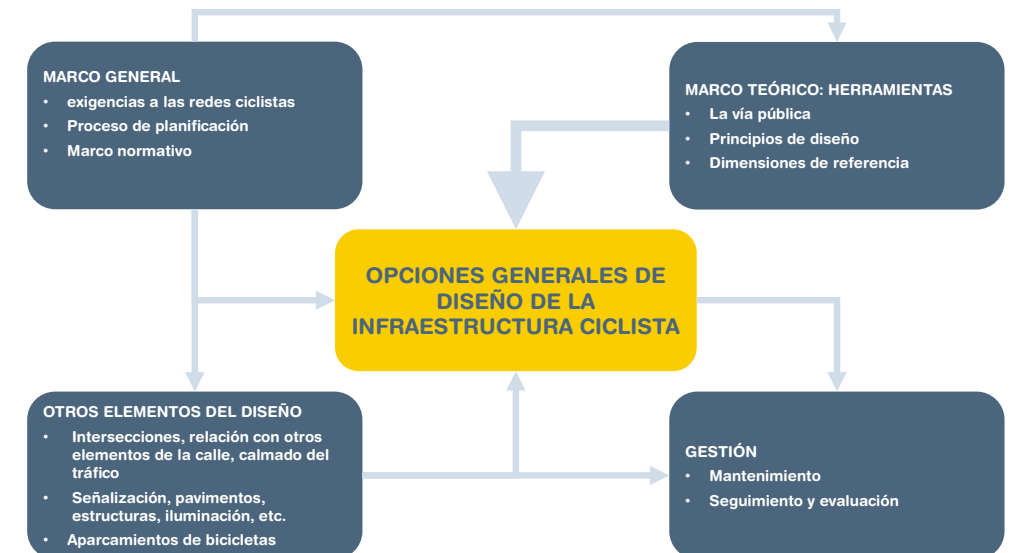 MARCO GENERAL
• exigencias a las redes ciclistas
• Proceso de planificación
• Marco normativo
MARCO TEÓRICO: HERRAMIENTAS
• La vía pública
• Principios de diseño
• Dimensiones de referencia
OPCIONES GENERALES DE
DISEÑO DE LA
INFRAESTRUCTURA CICLISTA
OTROS ELEMENTOS DEL DISEÑO
• Intersecciones, relación con otros
elementos de la calle, calmado del
tráfico
• Señalización, pavimentos,
estructuras, iluminación, etc.
• Aparcamientos de bicicletas
GESTIÓN
• Mantenimiento
• Seguimiento y evaluación